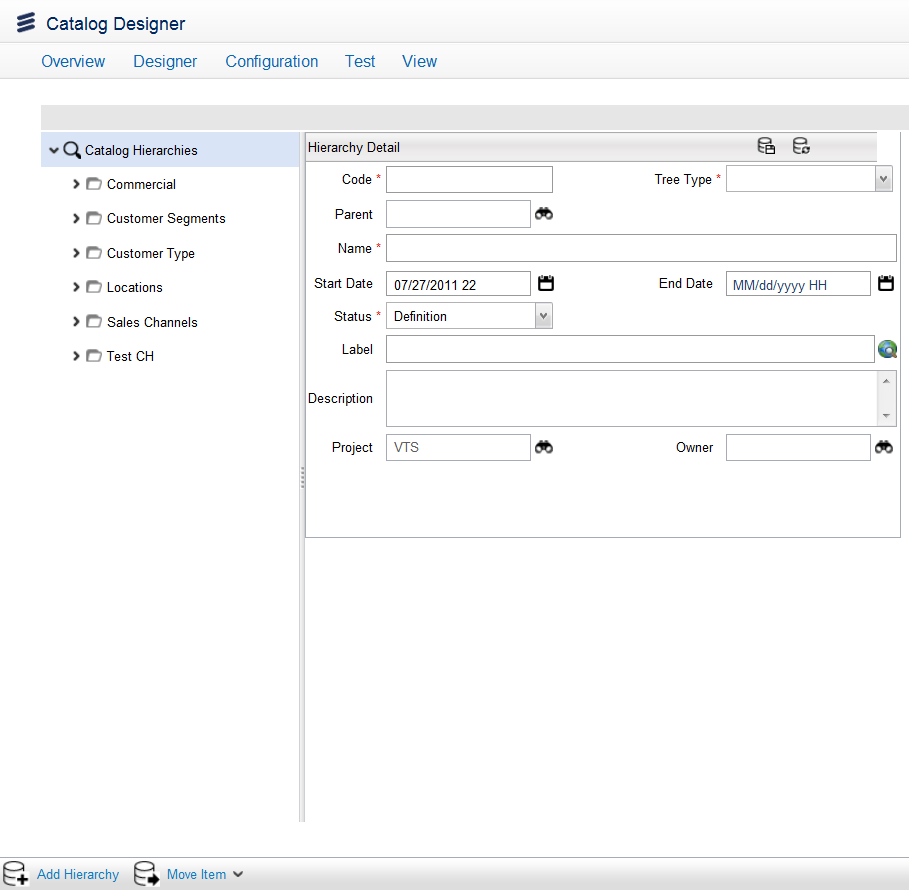 Catalog Designer
Overview Designer Configuration Test View
Catalog Hierarchies
Commercial
Customer Segments
Customer Type
Locations
Sales Channels
Test CH
Hierarchy Detail
Code * Tree Type *
Parent
Name *
Start Date 07/27/2011 22 End Date MM/dd/yyyy HH
Status * Definition
Label
Description
Project VTS Owner
Add Hierarchy Move Item